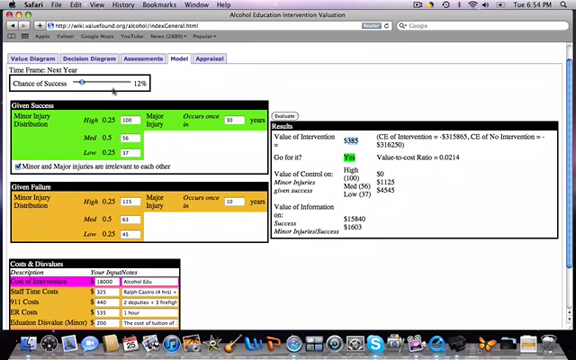 Safari File Edit View History Bookmarks Window Help Tue 6:54 PM
Alcohol Education Intervention Valuation
http://wiki.valuefound.org/alcohol/indexGeneral.html Reader Google
Apple Yahoo! Google Maps YouTube News (2680) Popular
Value Diagram Decision Diagram Assessments Model Appraisal
Time Frame: Next Year
Chance of Success 12%
Given Success
Minor Injury Distribution High 0.25 100 Major Injury Occurs once in 30 years
Med 0.5 56
Low 0.25 37
Minor and Major injuries are irrelevant to each other
Given Failure
Minor Injury Distribution High 0.25 115 Major Injury Occurs once in 10 years
Med 0.5 63
Low 0.25 45
Evaluate
Results
Value of Intervention = $385 (CE of Intervention = -$315865, CE of No Intervention = -$316250)
Go for it? Yes Value-to-cost Ratio = 0.0214
Value of Control on:
Minor Injuries given success
High (100) $0
Med (56) $1125
Low (37) $4545
Value of Information on:
Success $15840
Minor Injuries/Success $1603
Costs & Disvalues
Description Your Input Notes
Cost of Intervention $ 18000 Alcohol Edu
Staff Time Costs $ 325 Ralph Castro (4 hrs) +
911 Costs $ 440 2 deputies + 3 firefigh
ER Costs $ 535 1 hour
Eduation Disvalue (Minor) $ 200 The cost of tuition of